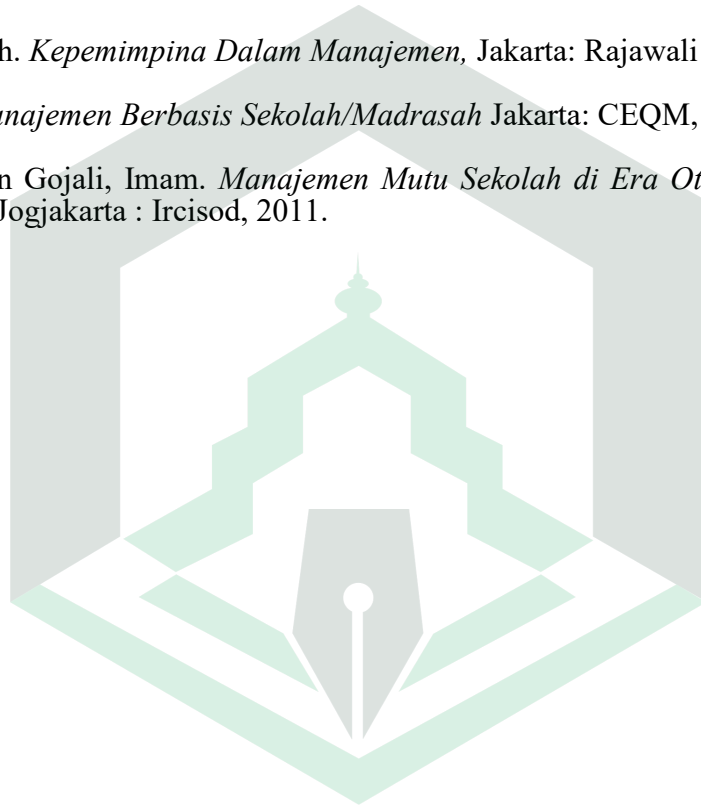 h. Kepemimpina Dalam Manajemen, Jakarta: Rajawali
anajemen Berbasis Sekolah/Madrasah Jakarta: CEQM,
n Gojali, Imam. Manajemen Mutu Sekolah di Era Ot
Jogjakarta : Ircisod, 2011.